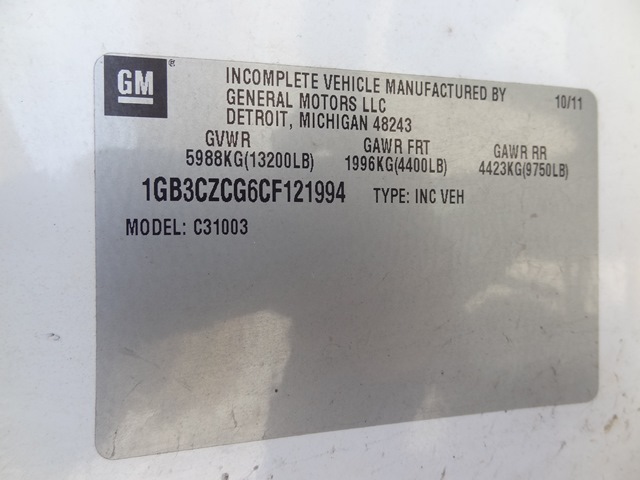 GM®
INCOMPLETE VEHICLE MANUFACTURED BY
GENERAL MOTORS LLC
DETROIT, MICHIGAN 48243
10/11
GVWR GAWR FRT GAWR RR
5988KG(13200LB) 1996KG(4400LB) 4423KG(9750LB)
1GB3CZCG6CF121994 TYPE: INC VEH
MODEL: C31003